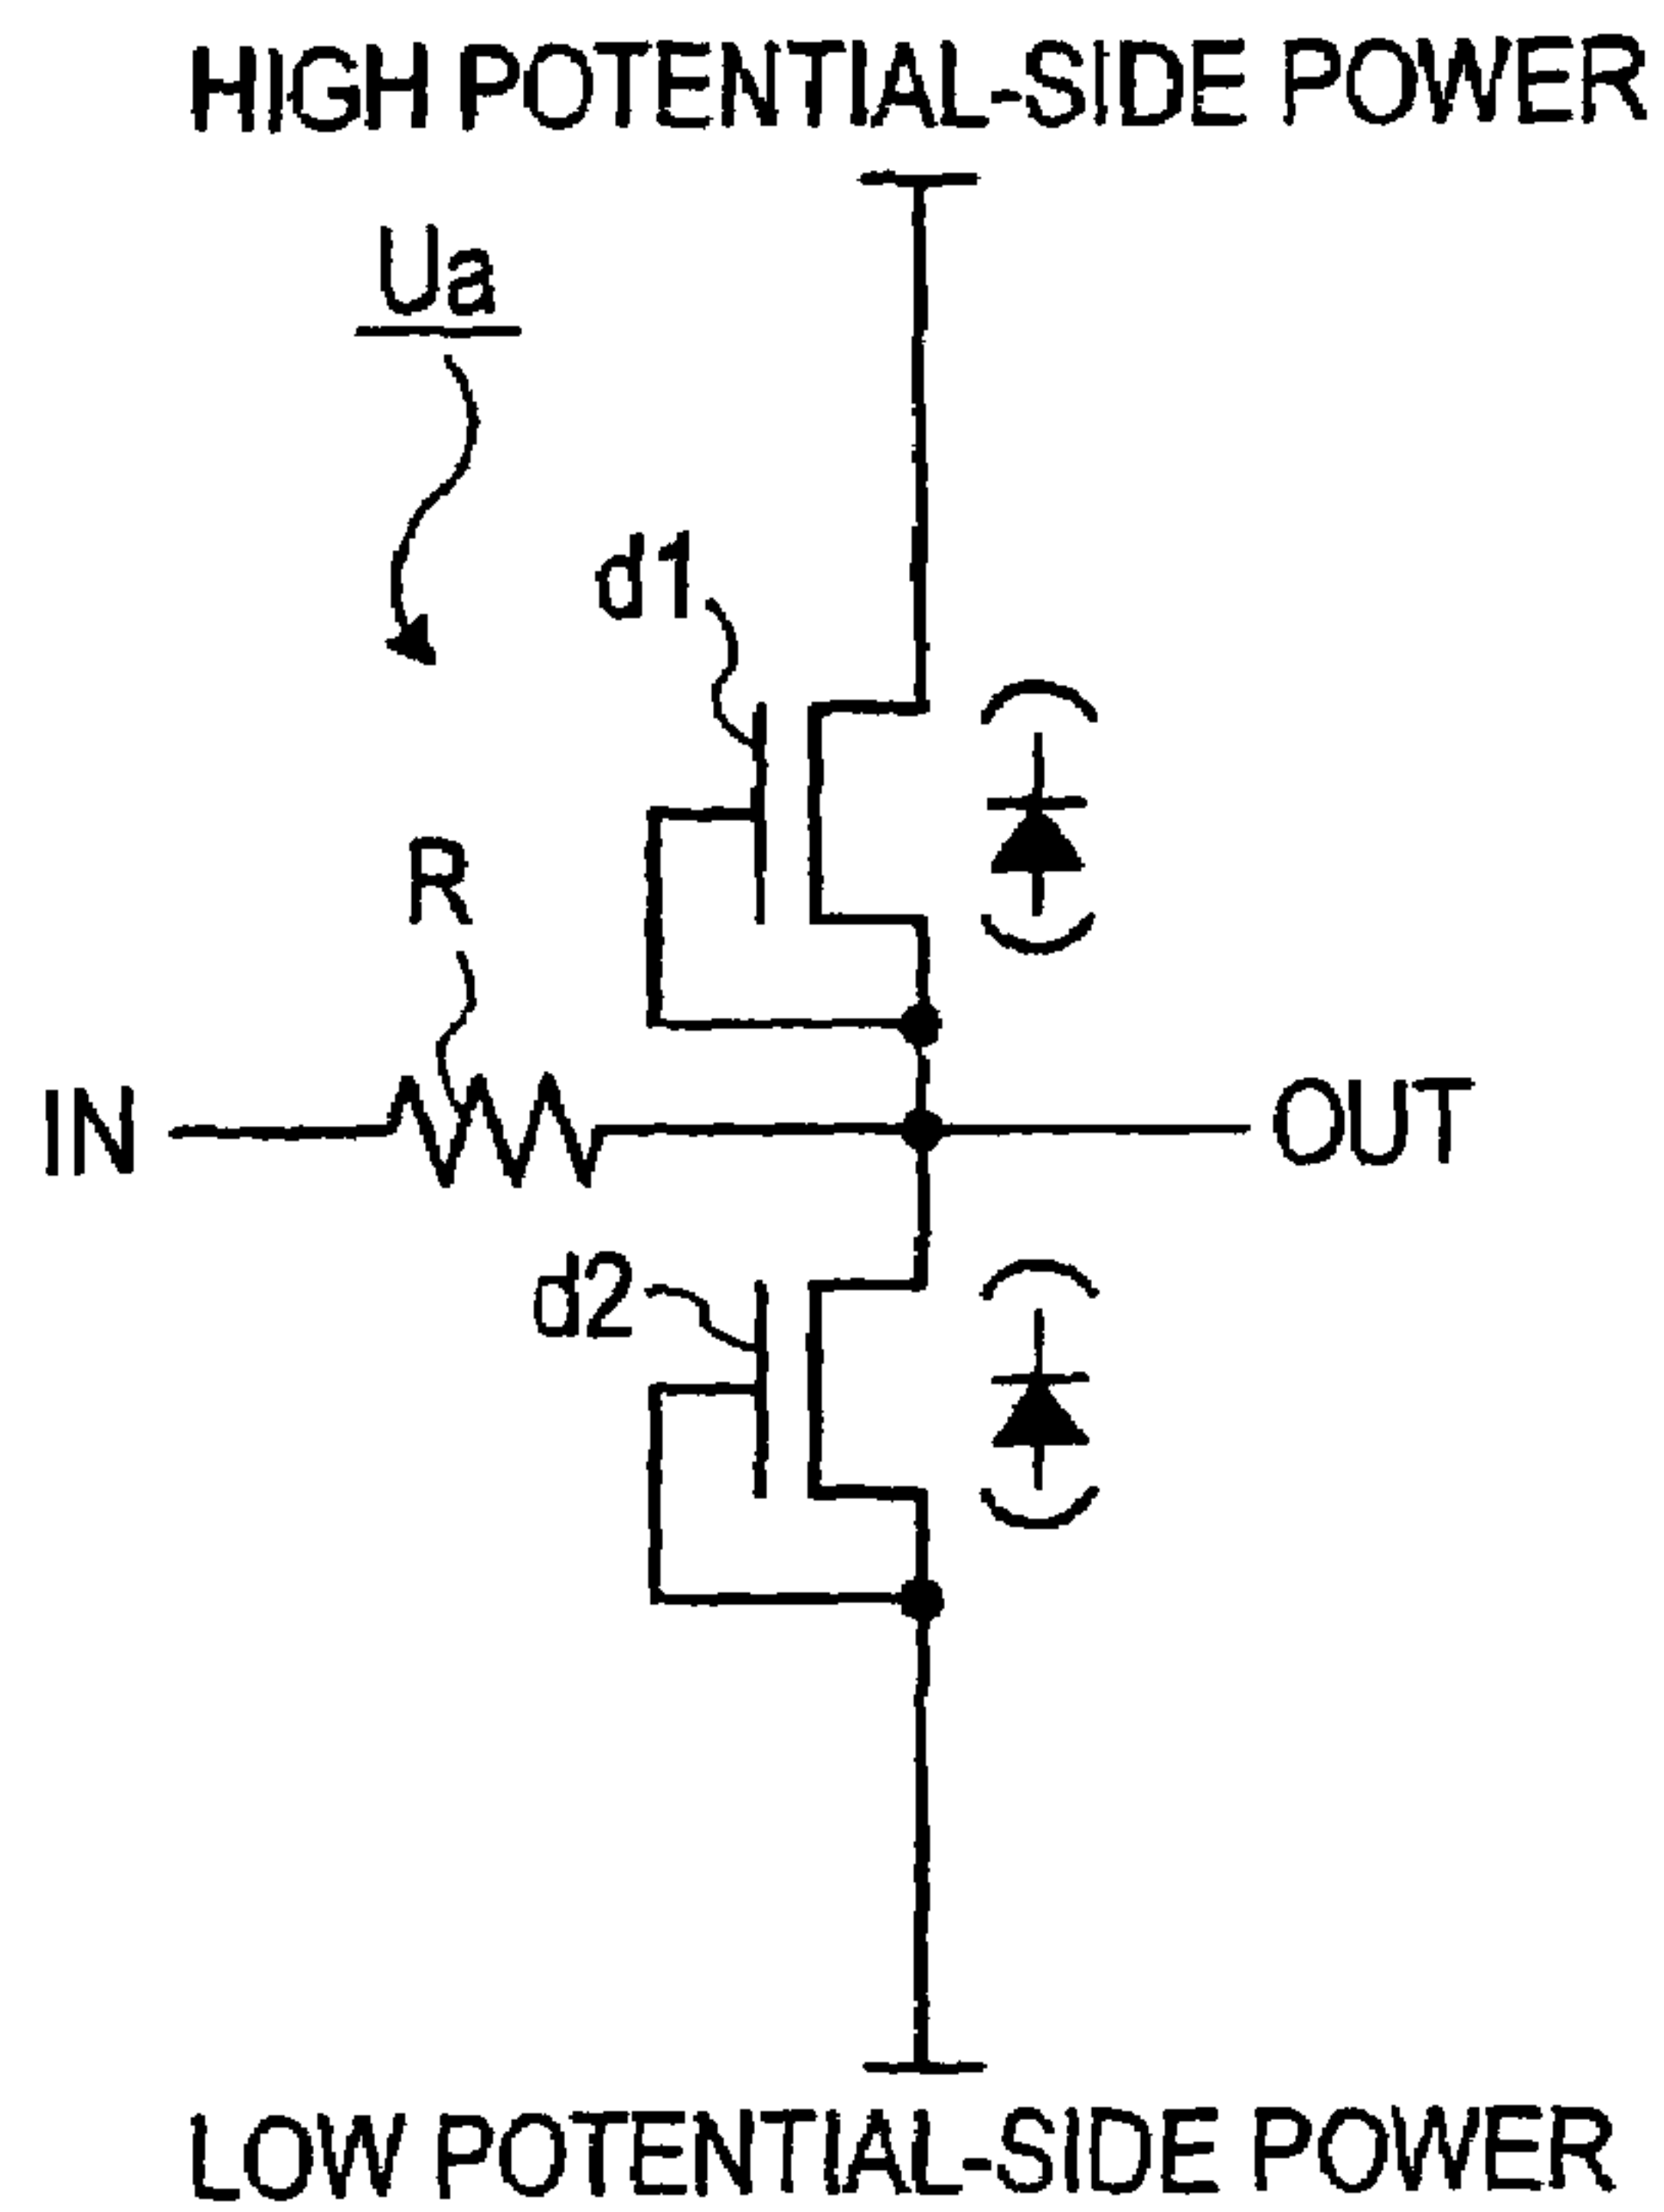 HIGH POTENTIAL-SIDE POWER
Ua
d1
R
IN
OUT
d2
LOW POTENTIAL-SIDE POWER